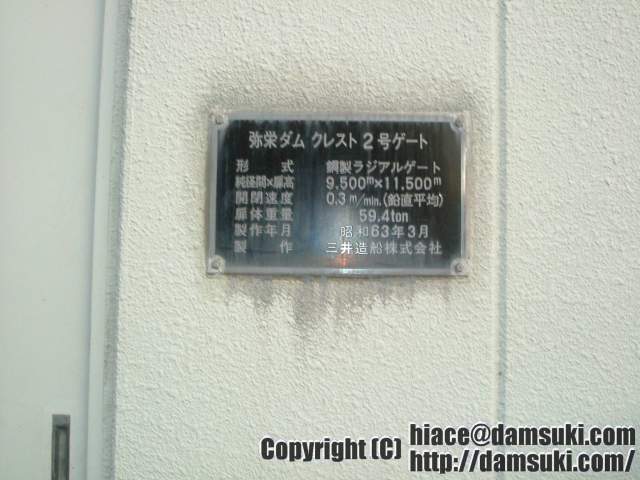 弥栄ダム クレスト2号ゲート
形式 鋼製ラジアルゲート
純径間×扉高 9.500m×11.500m
開閉速度 0.3m/min.(鉛直平均)
扉体重量 59.4ton
製作年月 昭和63年3月
製作 三井造船株式会社
Copyright (C) hiace@damsuki.com
http://damsuki.com/